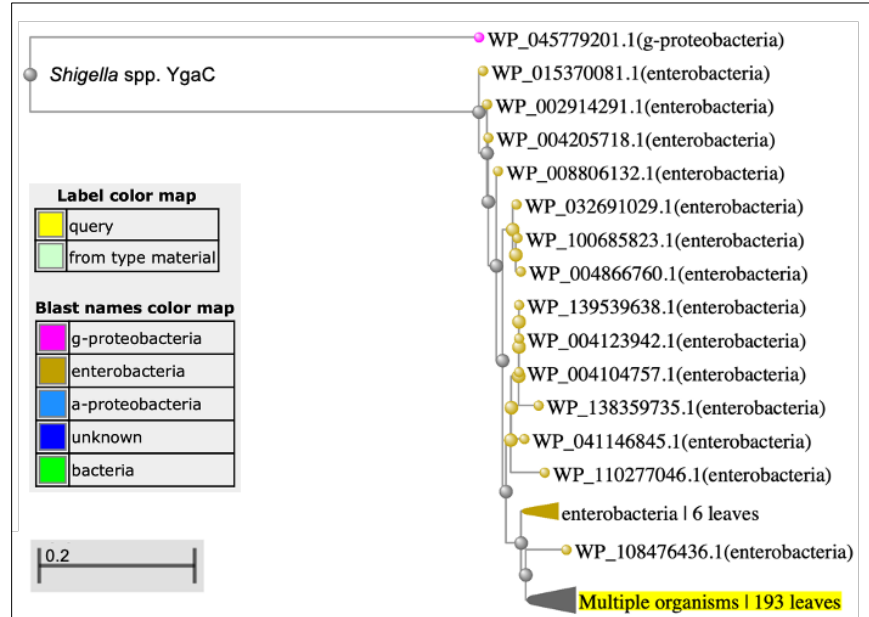 WP_045779201.1(g-proteobacteria)
Shigella spp. YgaC
WP_015370081.1(enterobacteria)
WP_002914291.1(enterobacteria)
WP_004205718.1(enterobacteria)
WP_008806132.1(enterobacteria)
WP_032691029.1(enterobacteria)
WP_100685823.1(enterobacteria)
WP_004866760.1(enterobacteria)
WP_139539638.1(enterobacteria)
WP_004123942.1(enterobacteria)
WP_004104757.1(enterobacteria)
WP_138359735.1(enterobacteria)
WP_041146845.1(enterobacteria)
WP_110277046.1(enterobacteria)
enterobacteria | 6 leaves
WP_108476436.1(enterobacteria)
Multiple organisms | 193 leaves
Label color map
query
from type material
Blast names color map
g-proteobacteria
enterobacteria
a-proteobacteria
unknown
bacteria
0.2